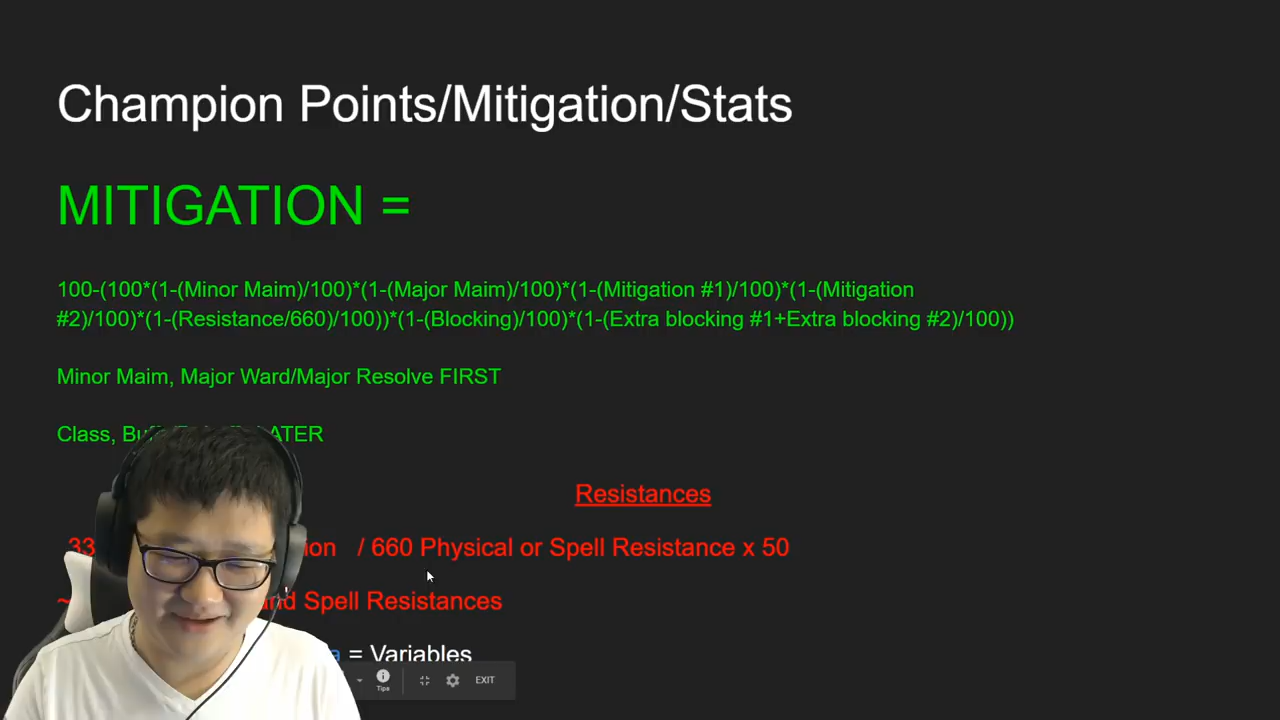 Champion Points/Mitigation/Stats
MITIGATION =
100-(100*(1-(Minor Maim)/100)*(1-(Major Maim)/100)*(1-(Mitigation #1)/100)*(1-(Mitigation
#2)/100)*(1-(Resistance/660)/100))*(1-(Blocking)/100)*(1-(Extra blocking #1+Extra blocking #2)/100))
Minor Maim, Major Ward/Major Resolve FIRST
Class,
Resistances
/ 660 Physical or Spell Resistance x 50
and Spell Resistances
= Variables
Tips
EXIT